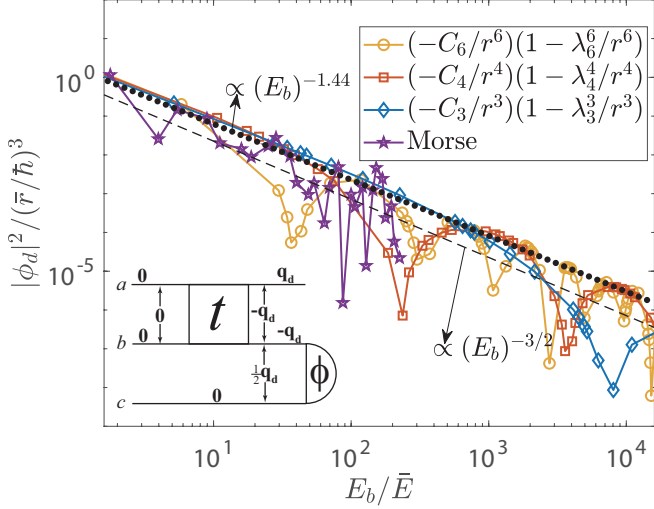 (-C₆/r⁶)(1-λ₆⁶/r⁶)
(-C₄/r⁴)(1-λ₄⁴/r⁴)
(-C₃/r³)(1-λ₃³/r³)
Morse
∝ (E_b)^{-1.44}
10⁰
10⁻⁵
|ϕ_d|²/(r̄/ħ)³
a 0 q_d
0 t -q_d
b 0 -q_d
½q_d ϕ
c 0
∝ (E_b)^{-3/2}
10¹ 10² 10³ 10⁴
E_b/Ē